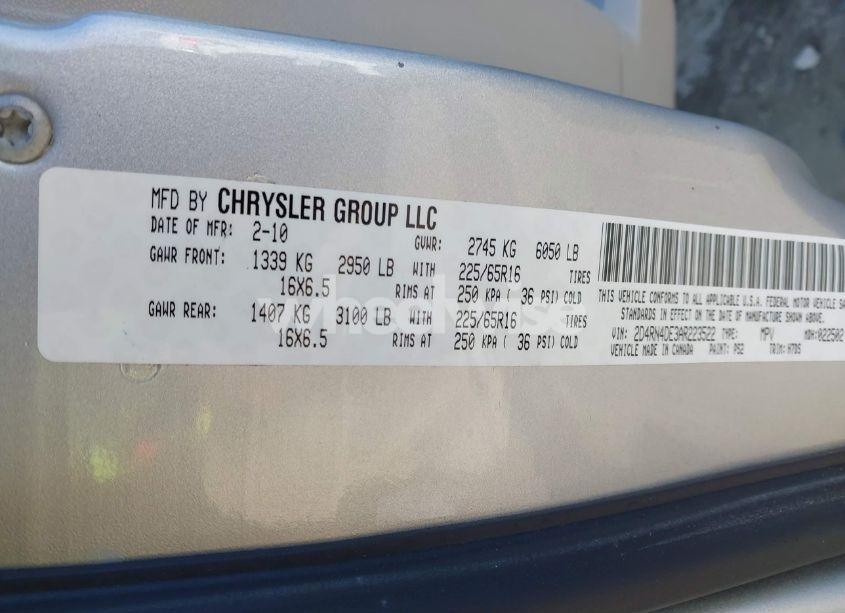 MFD BY CHRYSLER GROUP LLC
DATE OF MFR: 2-10 GVWR: 2745 KG 6050 LB
GAWR FRONT: 1339 KG 2950 LB WITH 225/65R16 TIRES
16X6.5 RIMS AT 250 KPA ( 36 PSI) COLD
GAWR REAR: 1407 KG 3100 LB WITH 225/65R16 TIRES
16X6.5 RIMS AT 250 KPA ( 36 PSI) COLD
THIS VEHICLE CONFORMS TO ALL APPLICABLE U.S.A. FEDERAL MOTOR VEHICLE
STANDARDS IN EFFECT ON THE DATE OF MANUFACTURE SHOWN ABOVE.
VIN: 2D4RN4DE3AR223522 TYPE: MPV MDH:022502
VEHICLE MADE IN CANADA PAINT: PS2 TRIM: H7DS